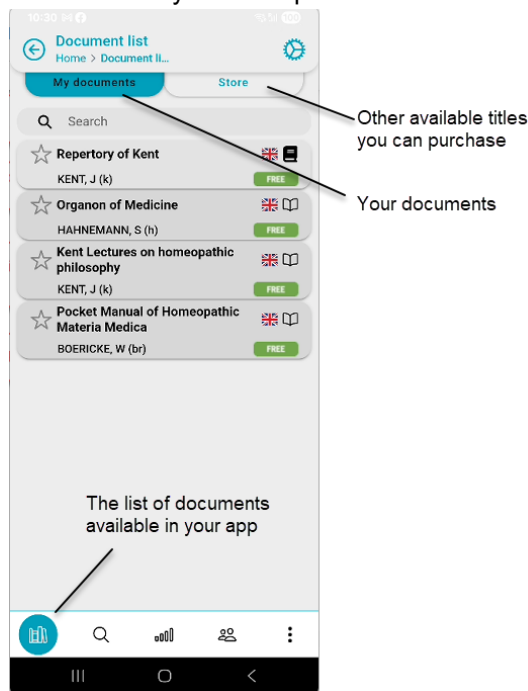 10:30
100
Document list
Home > Document li...
My documents
Store
Search
Other available titles
you can purchase
Repertory of Kent
KENT, J (k)
FREE
Your documents
Organon of Medicine
HAHNEMANN, S (h)
FREE
Kent Lectures on homeopathic
philosophy
KENT, J (k)
FREE
Pocket Manual of Homeopathic
Materia Medica
BOERICKE, W (br)
FREE
The list of documents
available in your app